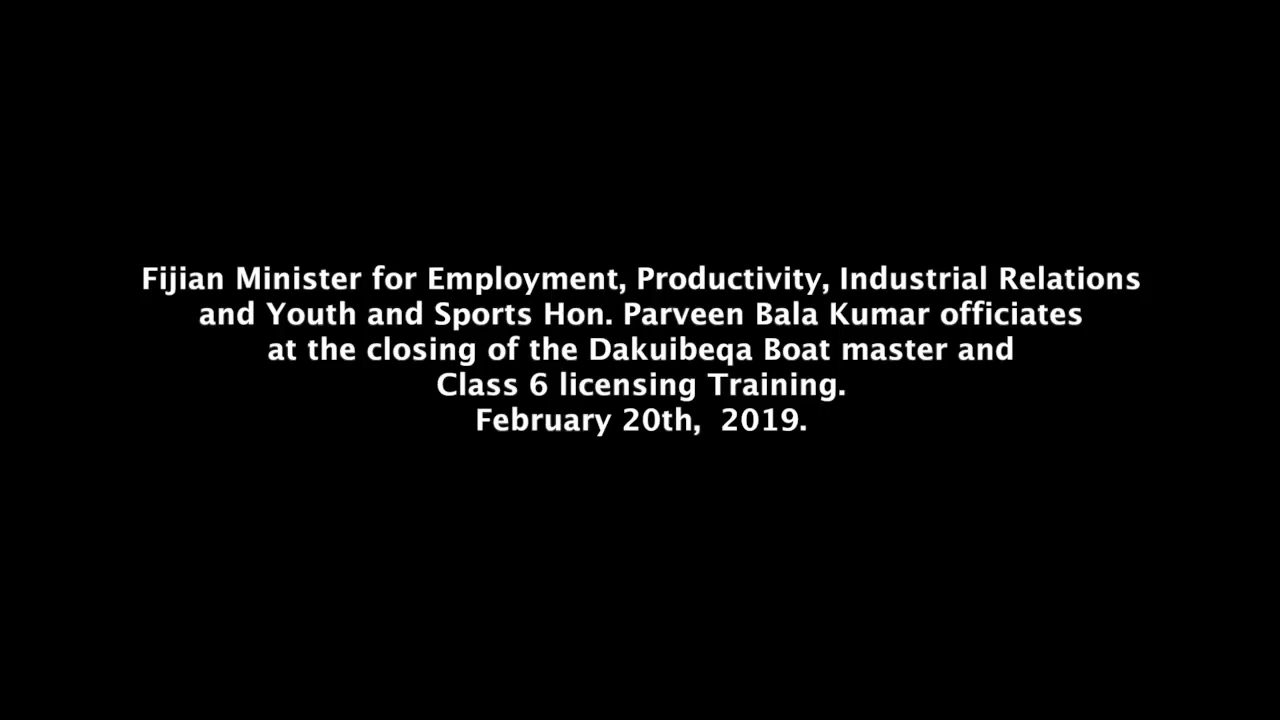 Fijian Minister for Employment, Productivity, Industrial Relations
and Youth and Sports Hon. Parveen Bala Kumar officiates
at the closing of the Dakuibeqa Boat master and
Class 6 licensing Training.
February 20th,  2019.